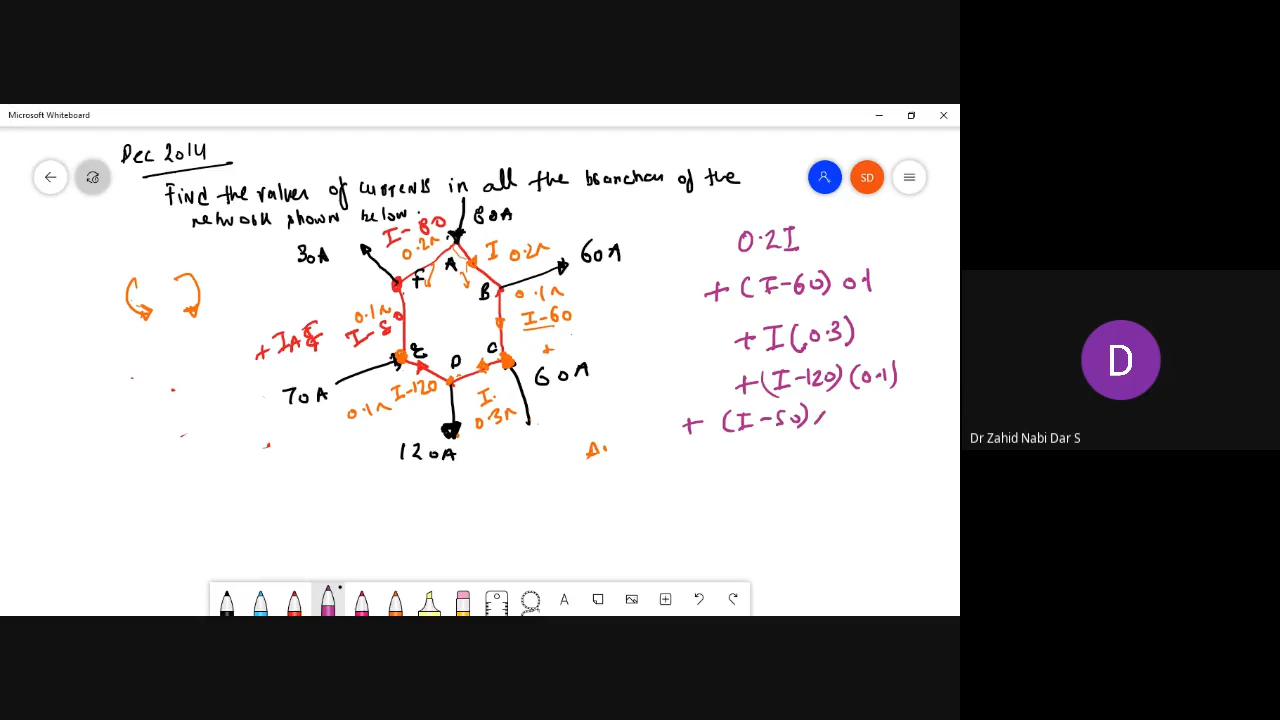 Microsoft Whiteboard
Dec 2014
Find the values of currents in all the branches of the
network shown below.
80A
I-80
0.2Ω
30A
I 0.2Ω
60A
F
A
B
0.1Ω
0.1Ω
I-60
I-50
E
D
C
60A
70A
I-120
0.1Ω
I
0.3Ω
120A
0.2I
+(I-60) 0.1
+I(0.3)
+(I-120)(0.1)
+ (I-50)
SD
D
Dr Zahid Nabi Dar S
A